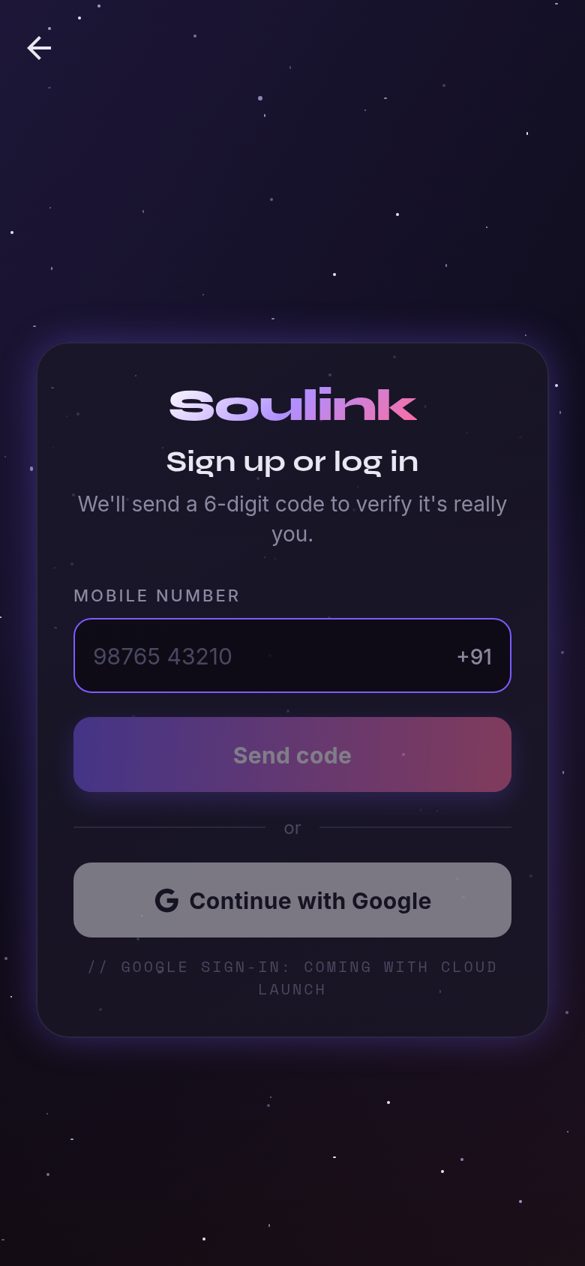 Soulink
Sign up or log in
We'll send a 6-digit code to verify it's really
you.
MOBILE NUMBER
98765 43210 +91
Send code
or
G Continue with Google
// GOOGLE SIGN-IN: COMING WITH CLOUD
LAUNCH